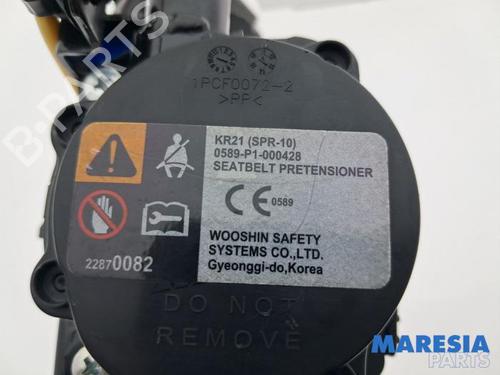 1PCF0072-2
>PP<
KR21 (SPR-10)
0589-P1-000428
SEATBELT PRETENSIONER
CE 0589
WOOSHIN SAFETY
SYSTEMS CO.,LTD.
Gyeonggi-do,Korea
22870082
DO NOT
REMOVE
B-PARTS
MARESIA
PARTS